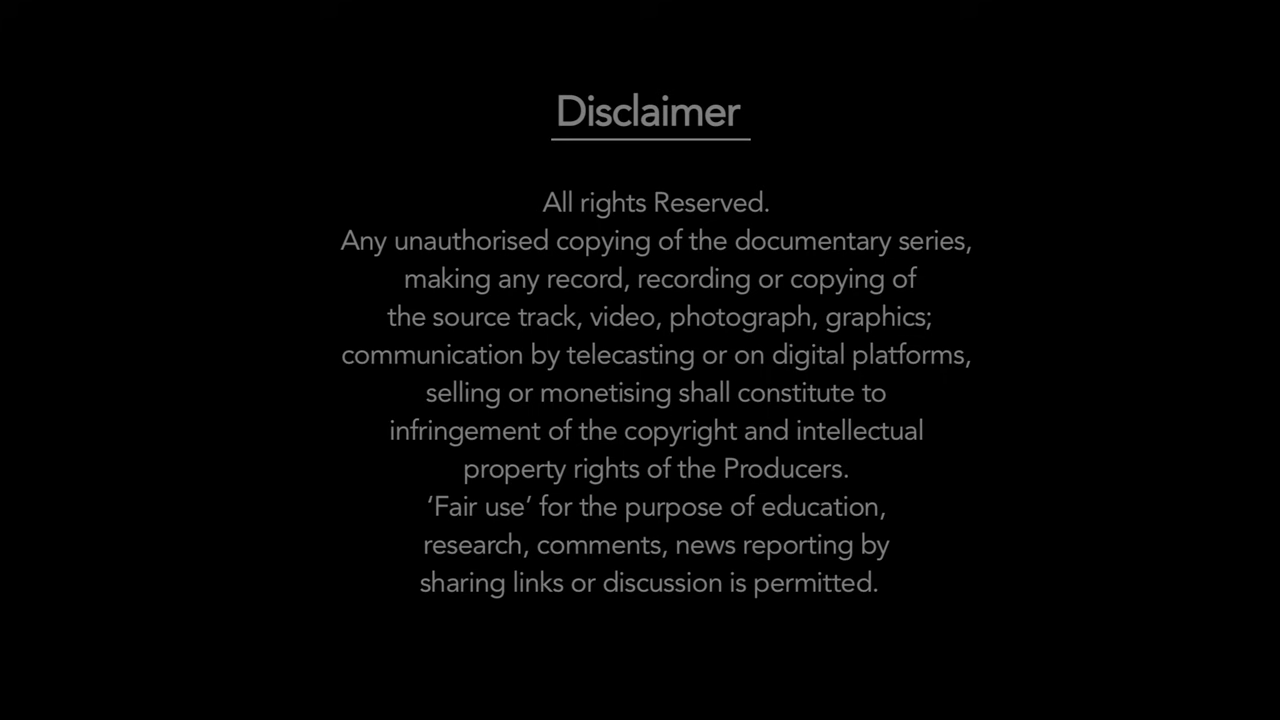 Disclaimer
All rights Reserved.
Any unauthorised copying of the documentary series,
making any record, recording or copying of
the source track, video, photograph, graphics;
communication by telecasting or on digital platforms,
selling or monetising shall constitute to
infringement of the copyright and intellectual
property rights of the Producers.
‘Fair use’ for the purpose of education,
research, comments, news reporting by
sharing links or discussion is permitted.